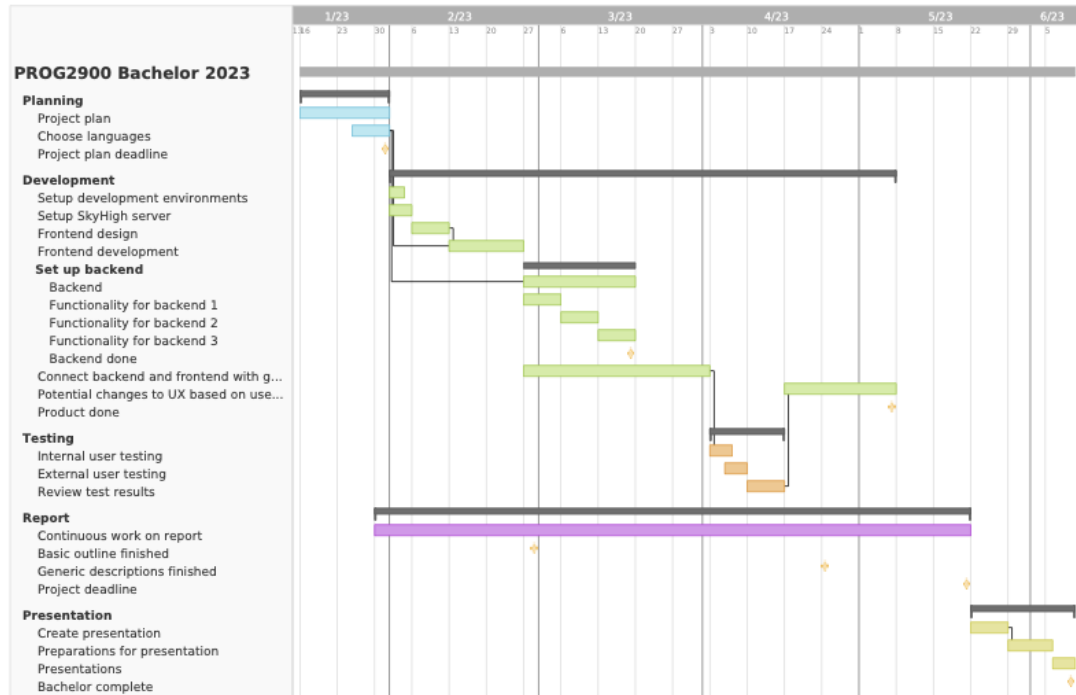 1/23 2/23 3/23 4/23 5/23 6/23
13 16 23 30 6 13 20 27 6 13 20 27 3 10 17 24 1 8 15 22 29 5
PROG2900 Bachelor 2023
Planning
Project plan
Choose languages
Project plan deadline
Development
Setup development environments
Setup SkyHigh server
Frontend design
Frontend development
Set up backend
Backend
Functionality for backend 1
Functionality for backend 2
Functionality for backend 3
Backend done
Connect backend and frontend with g...
Potential changes to UX based on use...
Product done
Testing
Internal user testing
External user testing
Review test results
Report
Continuous work on report
Basic outline finished
Generic descriptions finished
Project deadline
Presentation
Create presentation
Preparations for presentation
Presentations
Bachelor complete